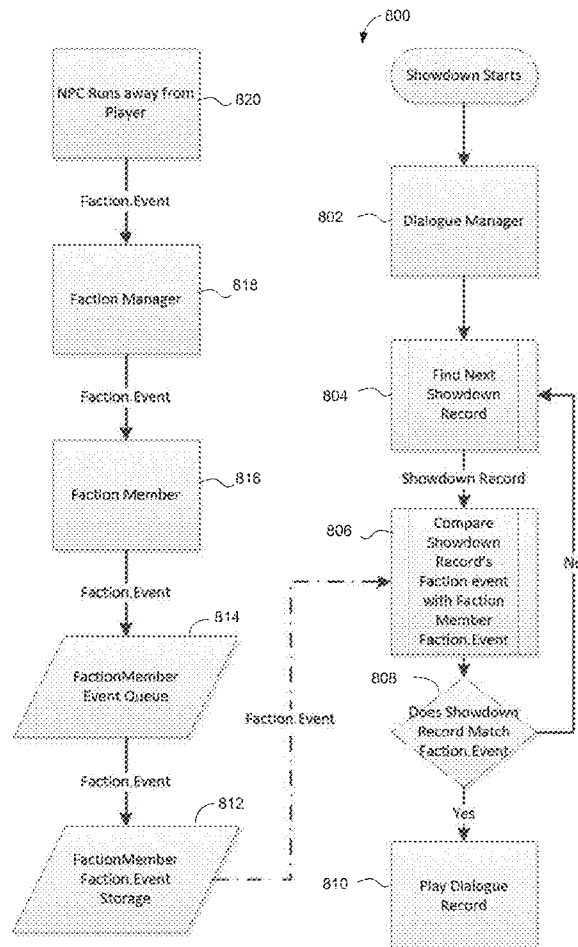 800
NPC Runs away from
Player
820
Faction.Event
Faction Manager
818
Faction.Event
Faction Member
816
Faction.Event
814
FactionMember
Event Queue
Faction.Event
812
FactionMember
Faction.Event
Storage
Faction.Event
Showdown Starts
802
Dialogue Manager
804
Find Next
Showdown
Record
Showdown Record
806
Compare
Showdown
Record's
Faction event
with Faction
Member
Faction.Event
No
808
Does Showdown
Record Match
Faction.Event
Yes
810
Play Dialogue
Record